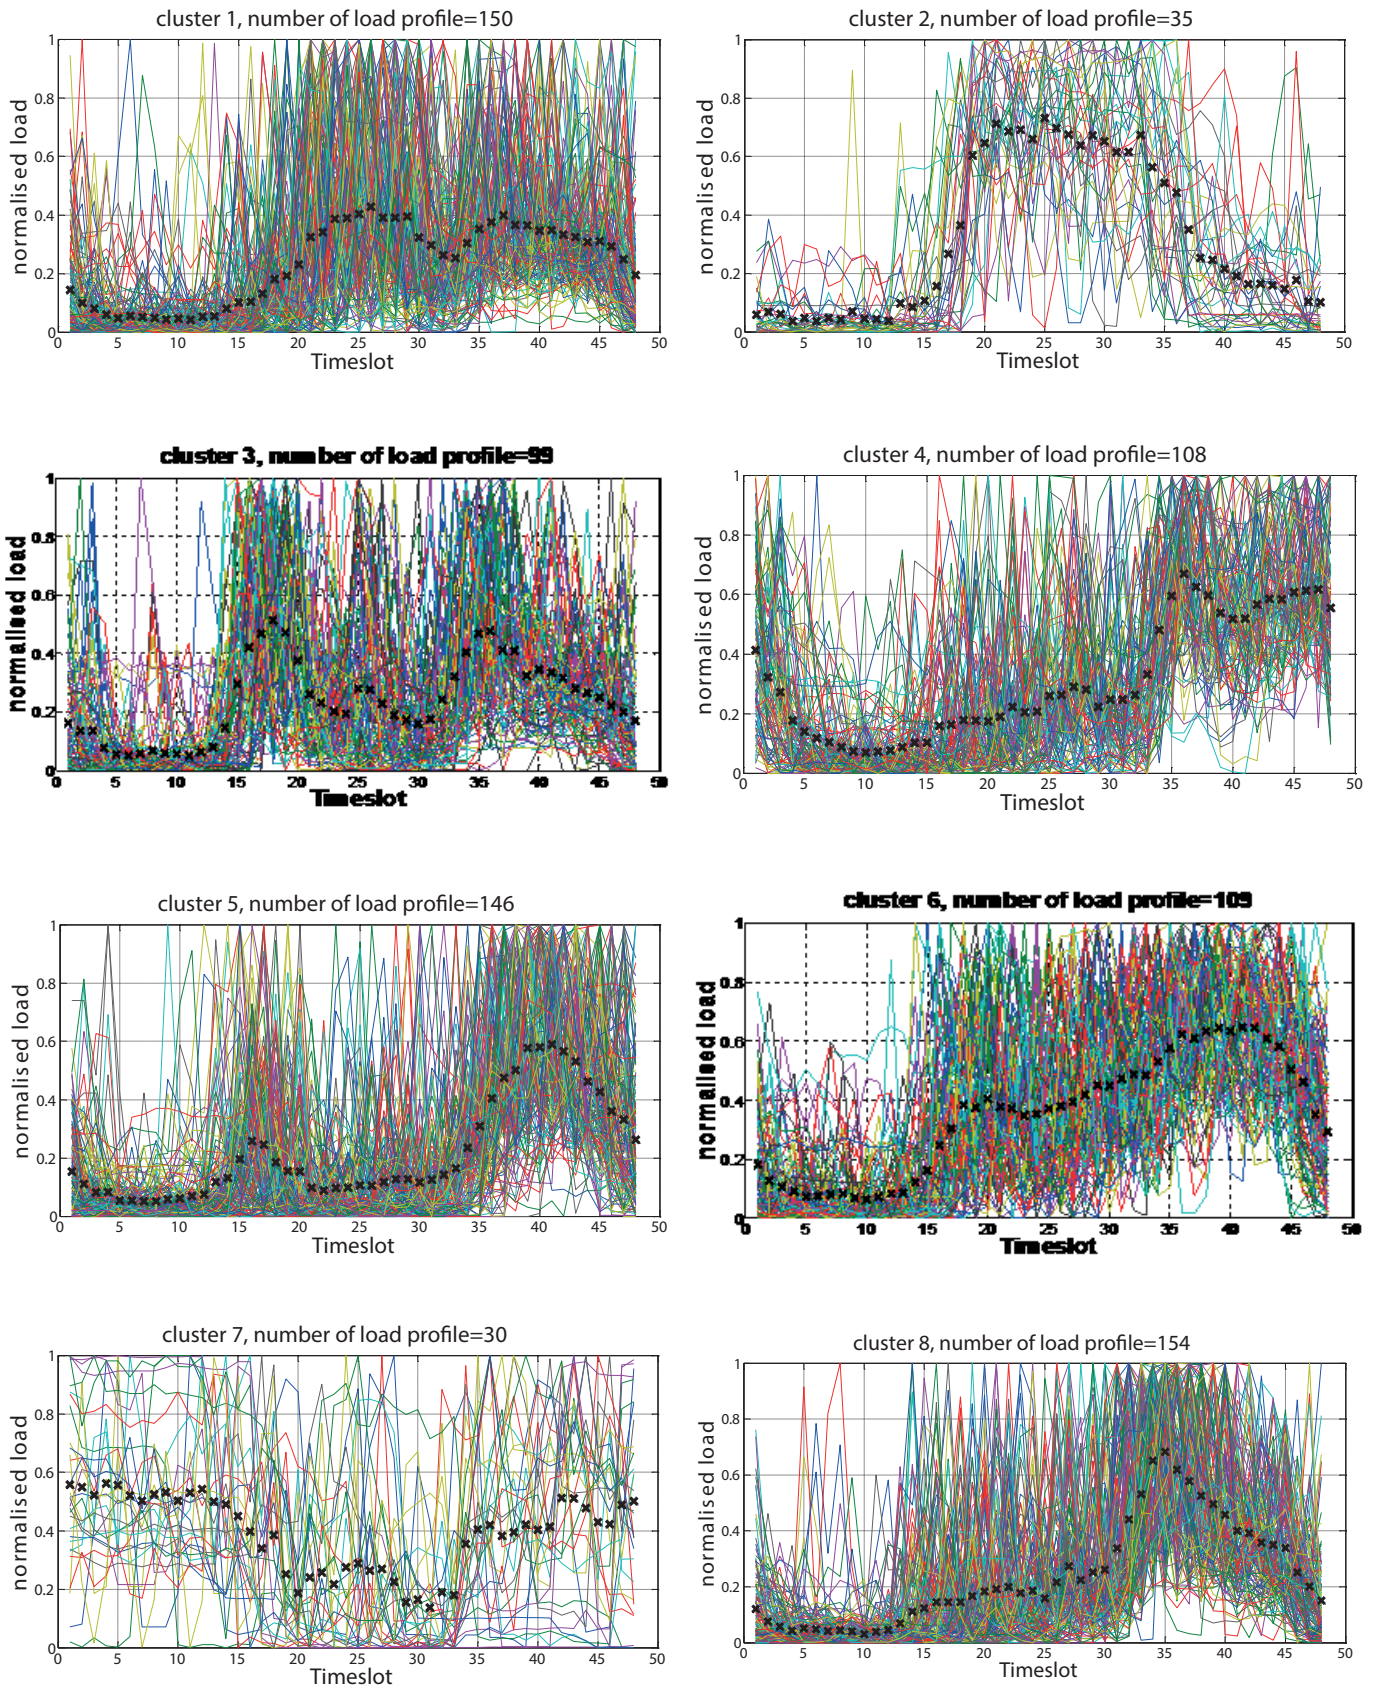 cluster 1, number of load profile=150
normalised load
1
0.8
0.6
0.4
0.2
0
0 5 10 15 20 25 30 35 40 45 50
Timeslot
cluster 2, number of load profile=35
normalised load
1
0.8
0.6
0.4
0.2
0
0 5 10 15 20 25 30 35 40 45 50
Timeslot
cluster 3, number of load profile=99
normalised load
1
0.8
0.6
0.4
0.2
0
0 5 10 15 20 25 30 35 40 45 50
Timeslot
cluster 4, number of load profile=108
normalised load
1
0.8
0.6
0.4
0.2
0
0 5 10 15 20 25 30 35 40 45 50
Timeslot
cluster 5, number of load profile=146
normalised load
1
0.8
0.6
0.4
0.2
0
0 5 10 15 20 25 30 35 40 45 50
Timeslot
cluster 6, number of load profile=109
normalised load
1
0.8
0.6
0.4
0.2
0
0 5 10 15 20 25 30 35 40 45 50
Timeslot
cluster 7, number of load profile=30
normalised load
1
0.8
0.6
0.4
0.2
0
0 5 10 15 20 25 30 35 40 45 50
Timeslot
cluster 8, number of load profile=154
normalised load
1
0.8
0.6
0.4
0.2
0
0 5 10 15 20 25 30 35 40 45 50
Timeslot